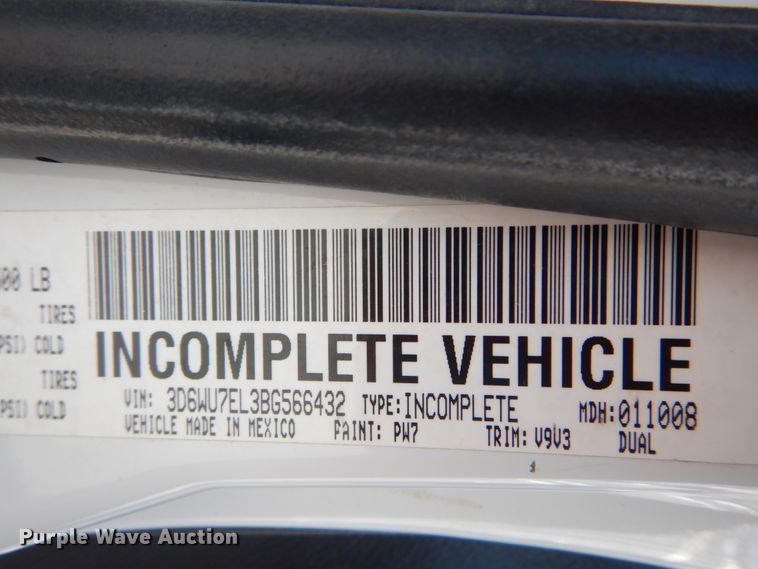 600 LB
TIRES
PSI) COLD
TIRES
PSI) COLD
INCOMPLETE VEHICLE
VIN: 3D6WU7EL3BG566432 TYPE: INCOMPLETE MDH: 011008
VEHICLE MADE IN MEXICO PAINT: PW7 TRIM: V9V3 DUAL
Purple Wave Auction